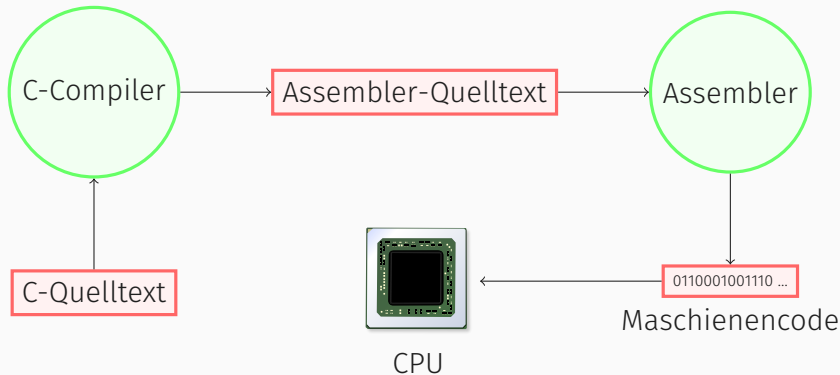 C-Compiler
Assembler-Quelltext
Assembler
C-Quelltext
0110001001110 ...
Maschienencode
CPU